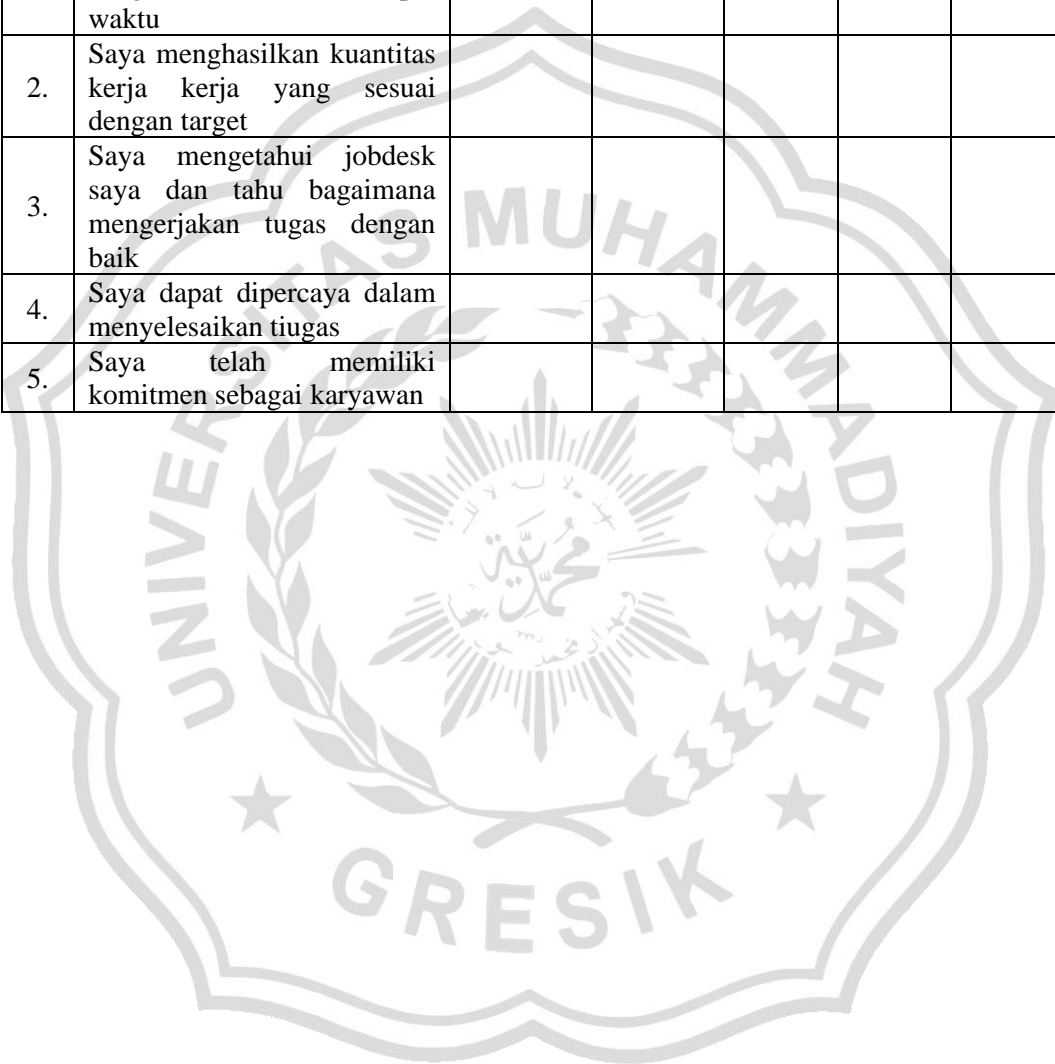 waktu
2.
Saya menghasilkan kuantitas
kerja kerja yang sesuai
dengan target
3.
Saya mengetahui jobdesk
saya dan tahu bagaimana
mengerjakan tugas dengan
baik
4.
Saya dapat dipercaya dalam
menyelesaikan tiugas
5.
Saya telah memiliki
komitmen sebagai karyawan
UNIVERSITAS MUHAMMADIYAH
GRESIK